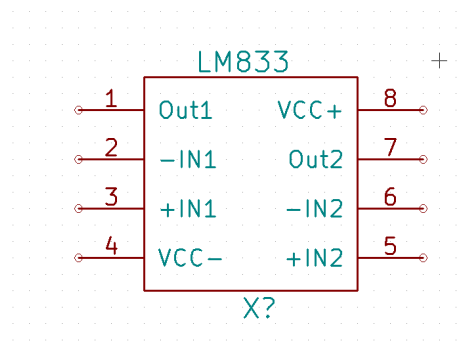 LM833
1 Out1 VCC+ 8
2 -IN1 Out2 7
3 +IN1 -IN2 6
4 VCC- +IN2 5
X?